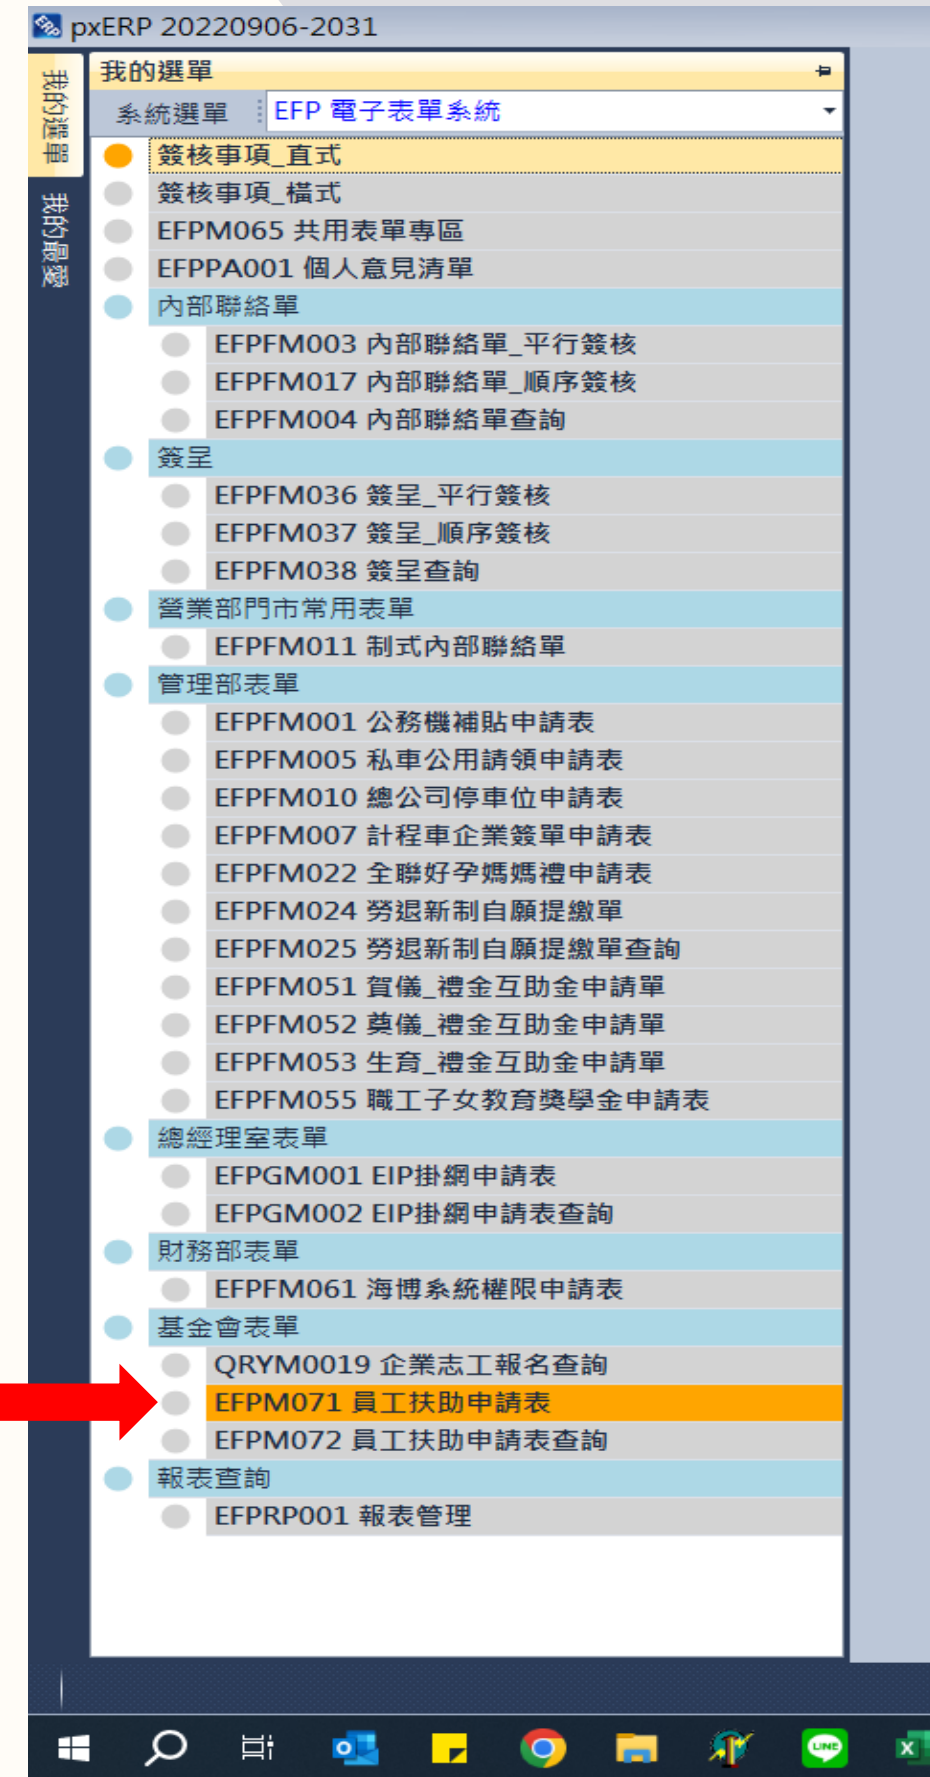 ERP pxERP 20220906-2031
我的選單
我的最愛
我的選單
系統選單 EFP 電子表單系統
簽核事項_直式
簽核事項_橫式
EFPM065 共用表單專區
EFPPA001 個人意見清單
內部聯絡單
EFPFM003 內部聯絡單_平行簽核
EFPFM017 內部聯絡單_順序簽核
EFPFM004 內部聯絡單查詢
簽呈
EFPFM036 簽呈_平行簽核
EFPFM037 簽呈_順序簽核
EFPFM038 簽呈查詢
營業部門市常用表單
EFPFM011 制式內部聯絡單
管理部表單
EFPFM001 公務機補貼申請表
EFPFM005 私車公用請領申請表
EFPFM010 總公司停車位申請表
EFPFM007 計程車企業簽單申請表
EFPFM022 全聯好孕媽媽禮申請表
EFPFM024 勞退新制自願提繳單
EFPFM025 勞退新制自願提繳單查詢
EFPFM051 賀儀_禮金互助金申請單
EFPFM052 奠儀_禮金互助金申請單
EFPFM053 生育_禮金互助金申請單
EFPFM055 職工子女教育獎學金申請表
總經理室表單
EFPGM001 EIP掛網申請表
EFPGM002 EIP掛網申請表查詢
財務部表單
EFPFM061 海博系統權限申請表
基金會表單
QRYM0019 企業志工報名查詢
EFPM071 員工扶助申請表
EFPM072 員工扶助申請表查詢
報表查詢
EFPRP001 報表管理
LINE